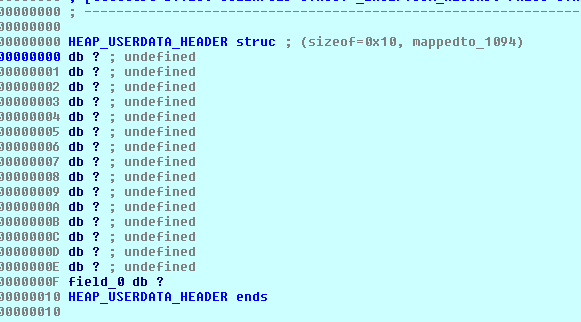 00000000 ; ----------------------------------------------------------------
00000000
00000000 HEAP_USERDATA_HEADER struc ; (sizeof=0x10, mappedto_1094)
00000000 db ? ; undefined
00000001 db ? ; undefined
00000002 db ? ; undefined
00000003 db ? ; undefined
00000004 db ? ; undefined
00000005 db ? ; undefined
00000006 db ? ; undefined
00000007 db ? ; undefined
00000008 db ? ; undefined
00000009 db ? ; undefined
0000000A db ? ; undefined
0000000B db ? ; undefined
0000000C db ? ; undefined
0000000D db ? ; undefined
0000000E db ? ; undefined
0000000F field_0 db ?
00000010 HEAP_USERDATA_HEADER ends
00000010